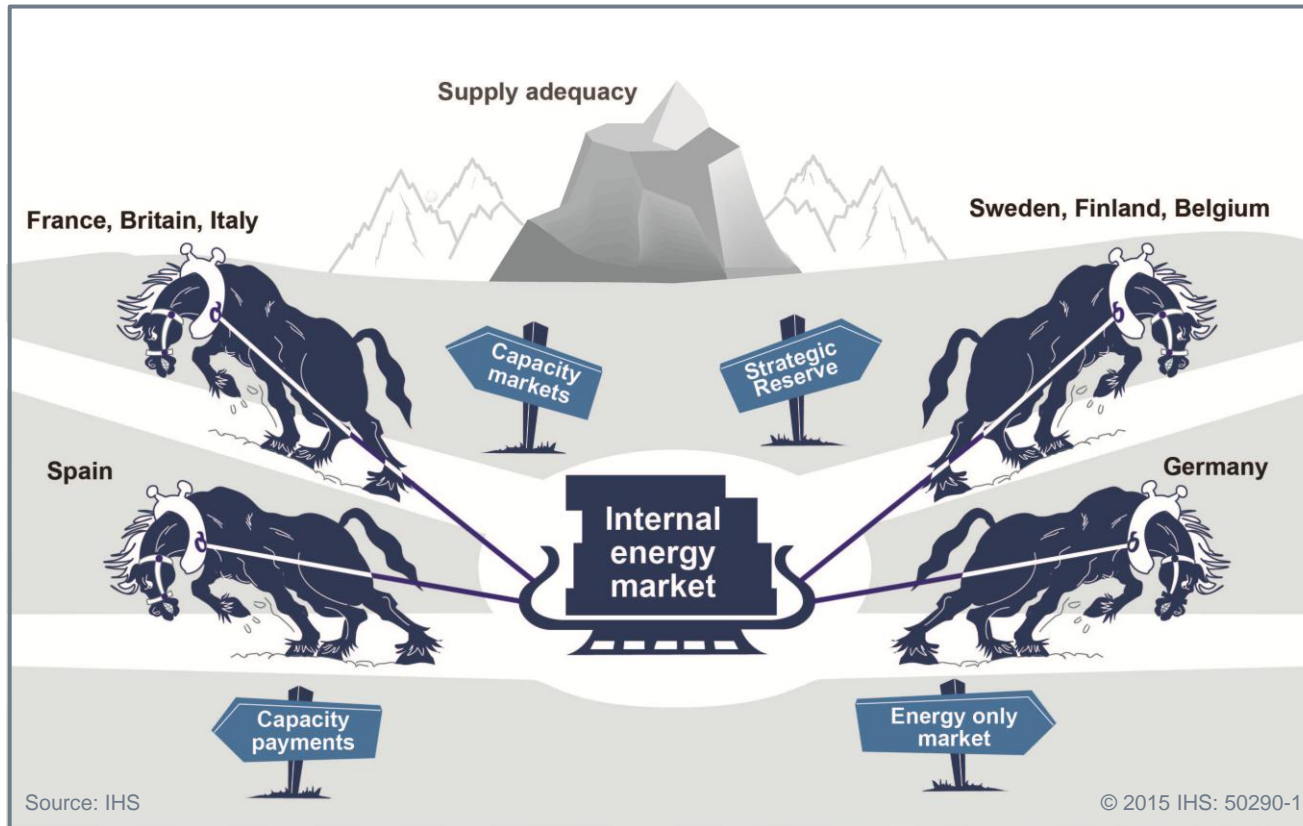 Supply adequacy
France, Britain, Italy
Sweden, Finland, Belgium
Capacity
markets
Strategic
Reserve
Spain
Germany
Internal
energy
market
Capacity
payments
Energy only
market
Source: IHS
© 2015 IHS: 50290-1